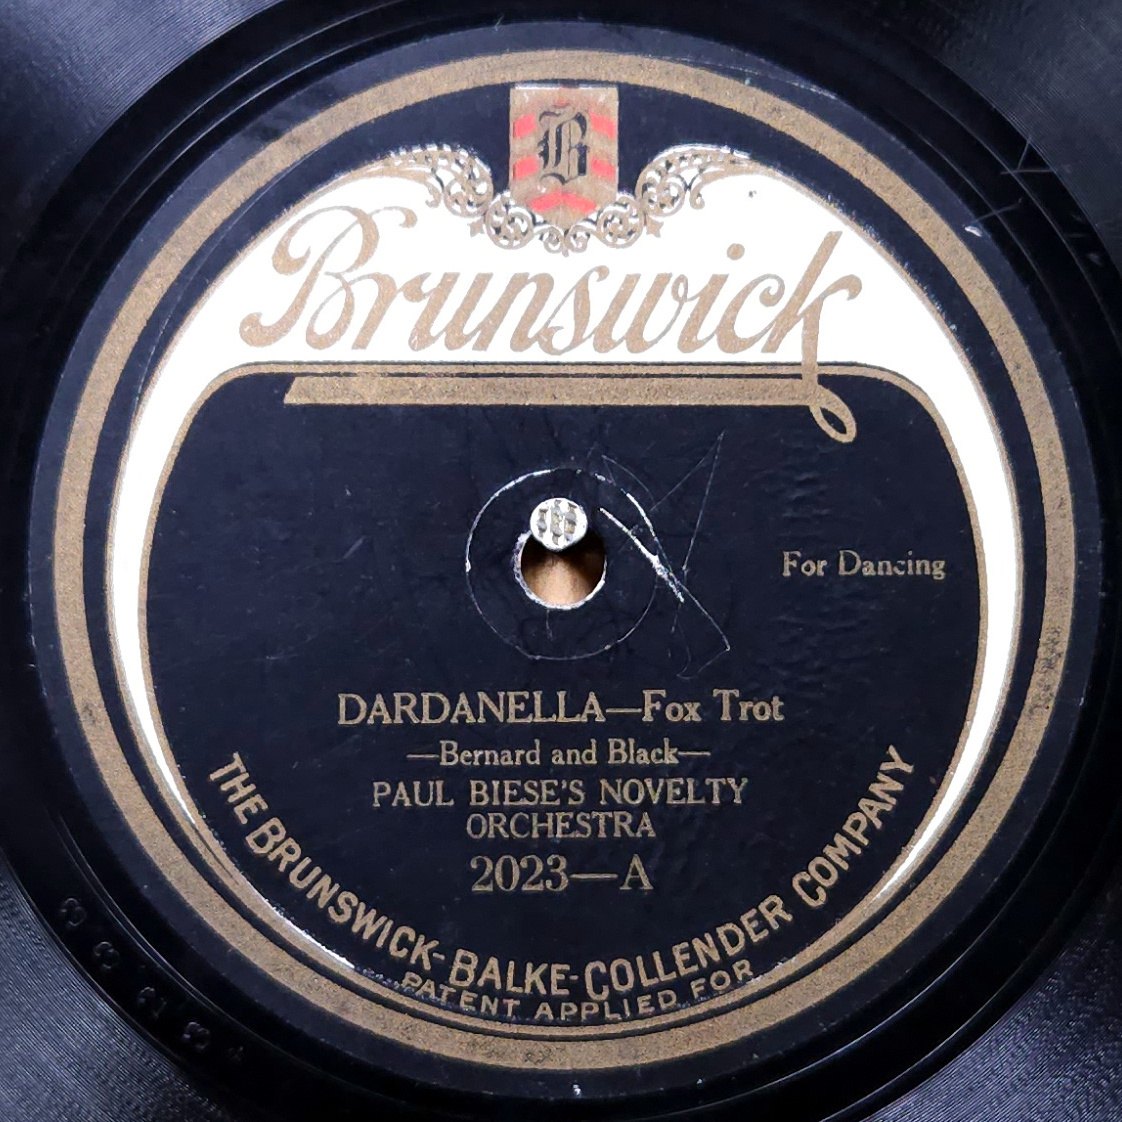 B
Brunswick
For Dancing
DARDANELLA—Fox Trot
—Bernard and Black—
PAUL BIESE'S NOVELTY
ORCHESTRA
2023—A
THE BRUNSWICK-BALKE-COLLENDER COMPANY
PATENT APPLIED FOR